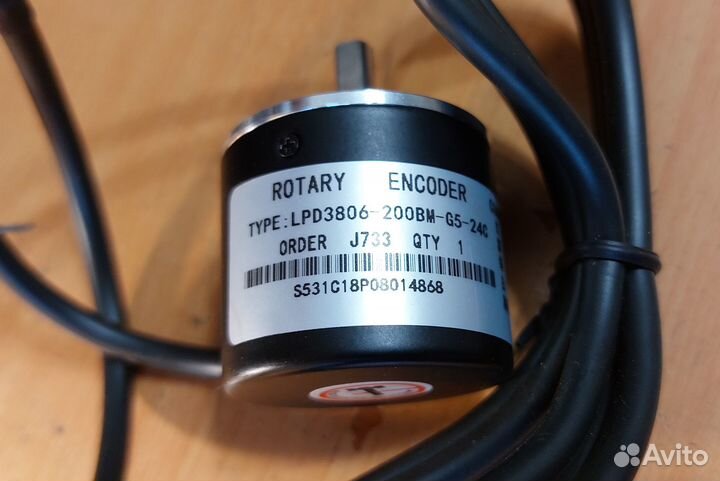 ROTARY ENCODER
TYPE:LPD3806-200BM-G5-24C
ORDER J733 QTY 1
S531C18P08014868
T
Avito